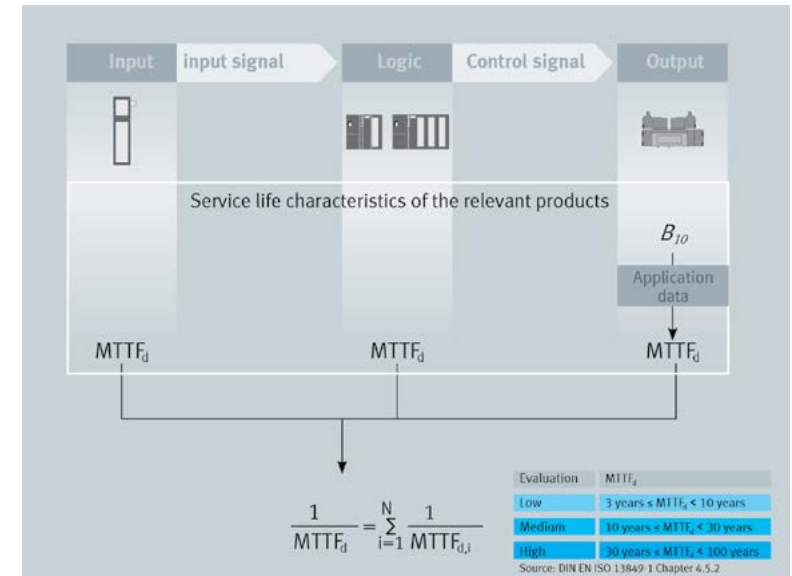 Input input signal Logic Control signal Output
Service life characteristics of the relevant products
B10
Application
data
MTTFd MTTFd MTTFd
1/MTTFd = N Σ i=1 1/MTTFd,i
Evaluation MTTFd
Low 3 years ≤ MTTFd < 10 years
Medium 10 years ≤ MTTFd < 30 years
High 30 years ≤ MTTFd < 100 years
Source: DIN EN ISO 13849-1 Chapter 4.5.2